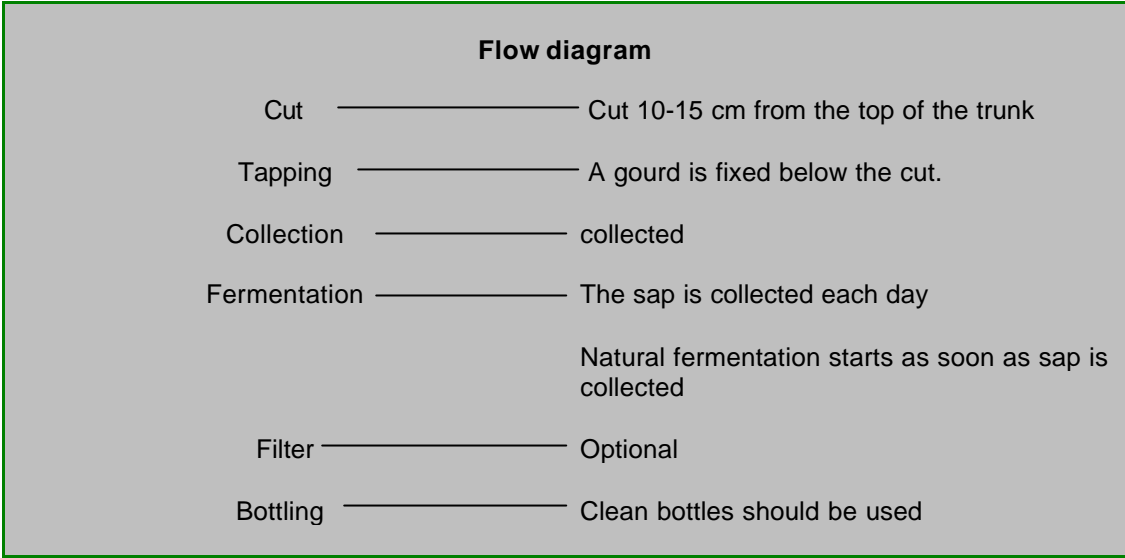 Flow diagram
Cut Cut 10-15 cm from the top of the trunk
Tapping A gourd is fixed below the cut.
Collection collected
Fermentation The sap is collected each day
Natural fermentation starts as soon as sap is
collected
Filter Optional
Bottling Clean bottles should be used